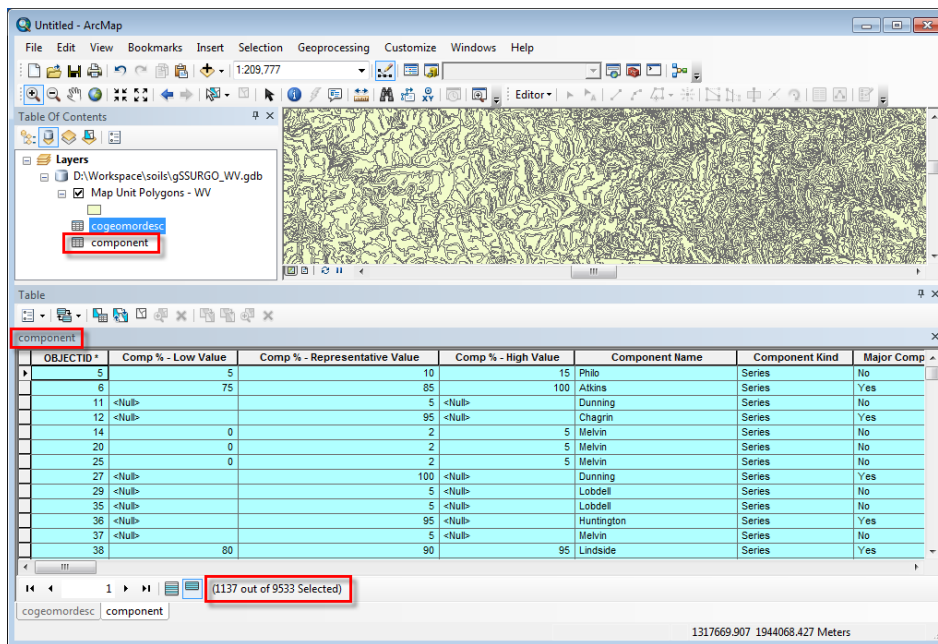 Untitled - ArcMap
File Edit View Bookmarks Insert Selection Geoprocessing Customize Windows Help
1:209,777
Editor
Table Of Contents
Layers
D:\Workspace\soils\gSSURGO_WV.gdb
Map Unit Polygons - WV
cogeomordesc
component
Table
component
OBJECTID * Comp % - Low Value Comp % - Representative Value Comp % - High Value Component Name Component Kind Major Comp
5 5 10 15 Philo Series No
6 75 85 100 Atkins Series Yes
11 <Null> 5 <Null> Dunning Series No
12 <Null> 95 <Null> Chagrin Series Yes
14 0 2 5 Melvin Series No
20 0 2 5 Melvin Series No
25 0 2 5 Melvin Series No
27 <Null> 100 <Null> Dunning Series Yes
29 <Null> 5 <Null> Lobdell Series No
35 <Null> 5 <Null> Lobdell Series No
36 <Null> 95 <Null> Huntington Series Yes
37 <Null> 5 <Null> Melvin Series No
38 80 90 95 Lindside Series Yes
1 (1137 out of 9533 Selected)
cogeomordesc component
1317669.907 1944068.427 Meters